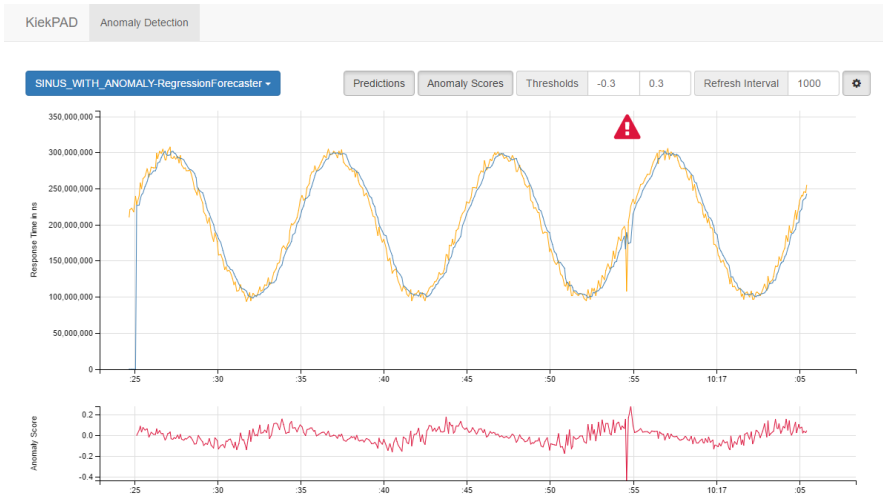 KiekPAD Anomaly Detection
SINUS_WITH_ANOMALY-RegressionForecaster Predictions Anomaly Scores Thresholds -0.3 0.3 Refresh Interval 1000
350,000,000
300,000,000
250,000,000
200,000,000
150,000,000
100,000,000
50,000,000
0
Response Time in ns
:25 :30 :35 :40 :45 :50 :55 10:17 :05
0.2
0.0
-0.2
-0.4
Anomaly Score
:25 :30 :35 :40 :45 :50 :55 10:17 :05